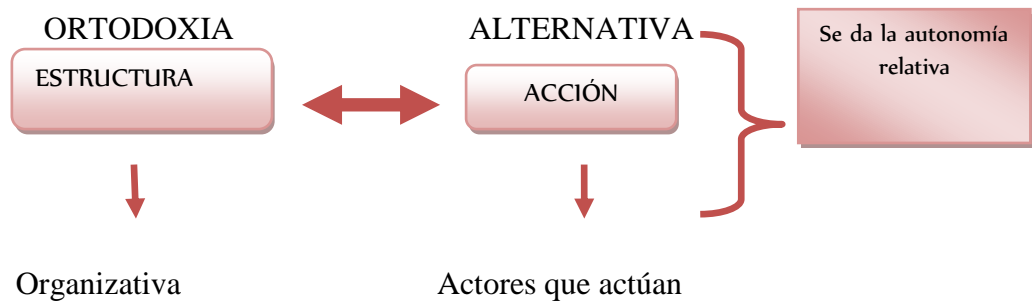 ORTODOXIA
ESTRUCTURA
ALTERNATIVA
ACCIÓN
Se da la autonomía
relativa
Organizativa
Actores que actúan